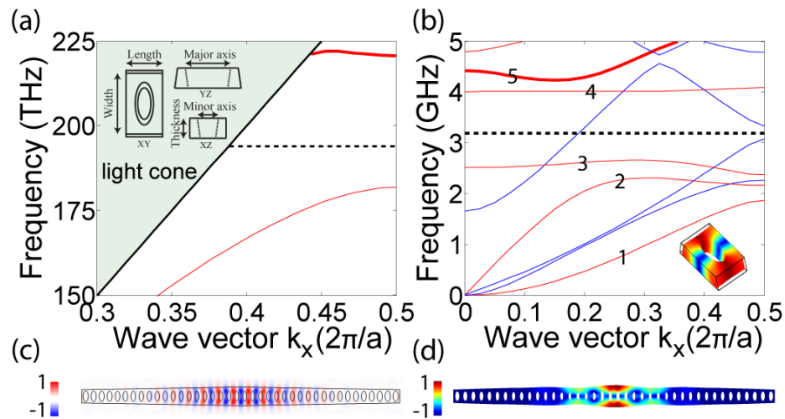 (a)
225
200
175
150
0.3
0.35
0.4
0.45
0.5
Frequency (THz)
Wave vector kₓ(2π/a)
Length
Width
XY
Major axis
YZ
Minor axis
Thickness
XZ
light cone
(b)
5
4
3
2
1
0
0
0.1
0.2
0.3
0.4
0.5
Frequency (GHz)
Wave vector kₓ(2π/a)
5
4
3
2
1
(c)
1
-1
(d)
1
-1